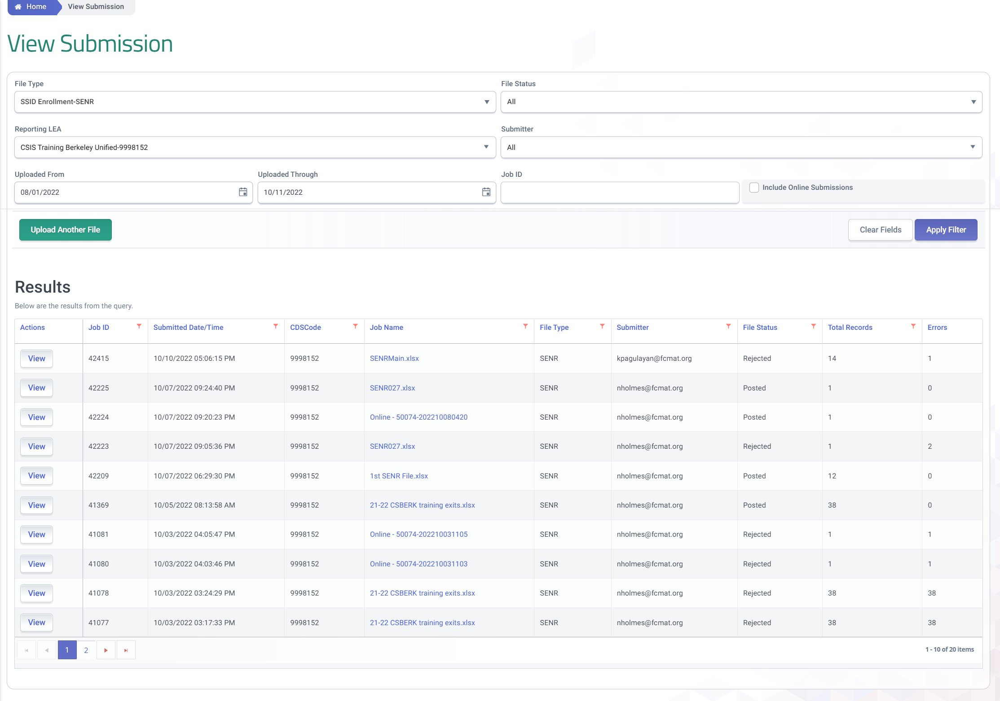 Home View Submission
View Submission
File Type File Status
SSID Enrollment-SENR All
Reporting LEA Submitter
CSIS Training Berkeley Unified-9998152 All
Uploaded From Uploaded Through Job ID
08/01/2022 10/11/2022 Include Online Submissions
Upload Another File Clear Fields Apply Filter
Results
Below are the results from the query.
Actions Job ID Submitted Date/Time CDSCode Job Name File Type Submitter File Status Total Records Errors
View 42415 10/10/2022 05:06:15 PM 9998152 SENRMain.xlsx SENR kpagulayan@fcmat.org Rejected 14 1
View 42225 10/07/2022 09:24:40 PM 9998152 SENR027.xlsx SENR nholmes@fcmat.org Posted 1 0
View 42224 10/07/2022 09:20:23 PM 9998152 Online - 50074-202210080420 SENR nholmes@fcmat.org Posted 1 0
View 42223 10/07/2022 09:05:36 PM 9998152 SENR027.xlsx SENR nholmes@fcmat.org Rejected 1 2
View 42209 10/07/2022 06:29:30 PM 9998152 1st SENR File.xlsx SENR nholmes@fcmat.org Posted 12 0
View 41369 10/05/2022 08:13:58 AM 9998152 21-22 CSBERK training exits.xlsx SENR nholmes@fcmat.org Posted 38 0
View 41081 10/03/2022 04:05:47 PM 9998152 Online - 50074-202210031105 SENR nholmes@fcmat.org Rejected 1 1
View 41080 10/03/2022 04:03:46 PM 9998152 Online - 50074-202210031103 SENR nholmes@fcmat.org Rejected 1 1
View 41078 10/03/2022 03:24:29 PM 9998152 21-22 CSBERK training exits.xlsx SENR nholmes@fcmat.org Rejected 38 38
View 41077 10/03/2022 03:17:33 PM 9998152 21-22 CSBERK training exits.xlsx SENR nholmes@fcmat.org Rejected 38 38
1 2 1 - 10 of 20 items